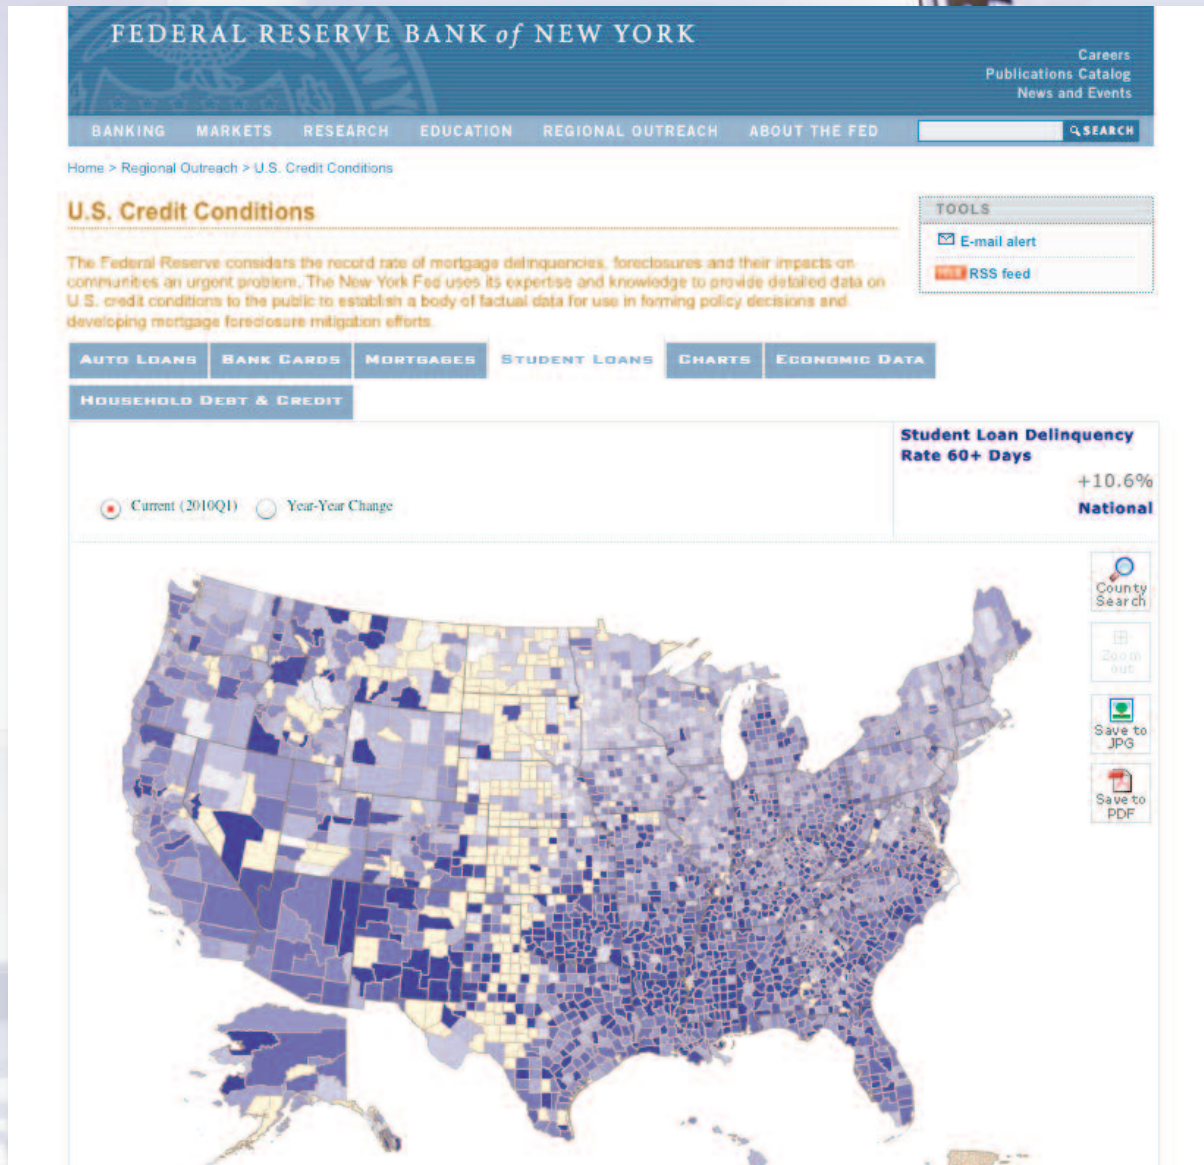 FEDERAL RESERVE BANK of NEW YORK
Careers
Publications Catalog
News and Events
BANKING MARKETS RESEARCH EDUCATION REGIONAL OUTREACH ABOUT THE FED SEARCH
Home > Regional Outreach > U.S. Credit Conditions
U.S. Credit Conditions
TOOLS
E-mail alert
RSS feed
The Federal Reserve considers the record rate of mortgage delinquencies, foreclosures and their impacts on
communities an urgent problem. The New York Fed uses its expertise and knowledge to provide detailed data on
U.S. credit conditions to the public to establish a body of factual data for use in forming policy decisions and
developing mortgage foreclosure mitigation efforts.
AUTO LOANS BANK CARDS MORTGAGES STUDENT LOANS CHARTS ECONOMIC DATA
HOUSEHOLD DEBT & CREDIT
Student Loan Delinquency
Rate 60+ Days
+10.6%
National
Current (2010Q1) Year-Year Change
County
Search
Zoom
out
Save to
JPG
Save to
PDF